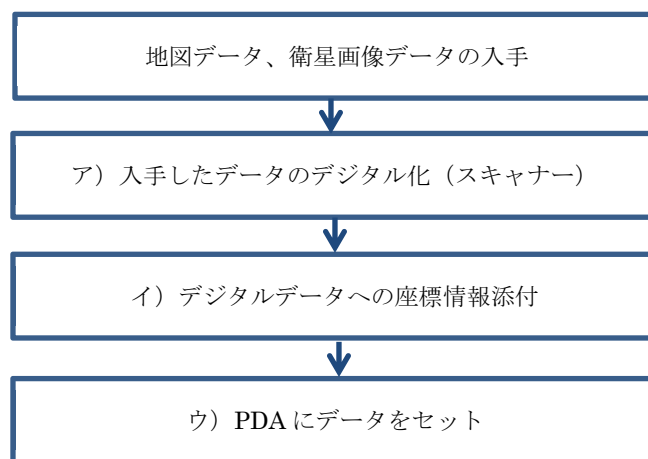 地図データ、衛星画像データの入手
ア）入手したデータのデジタル化（スキャナー）
イ）デジタルデータへの座標情報添付
ウ）PDA にデータをセット